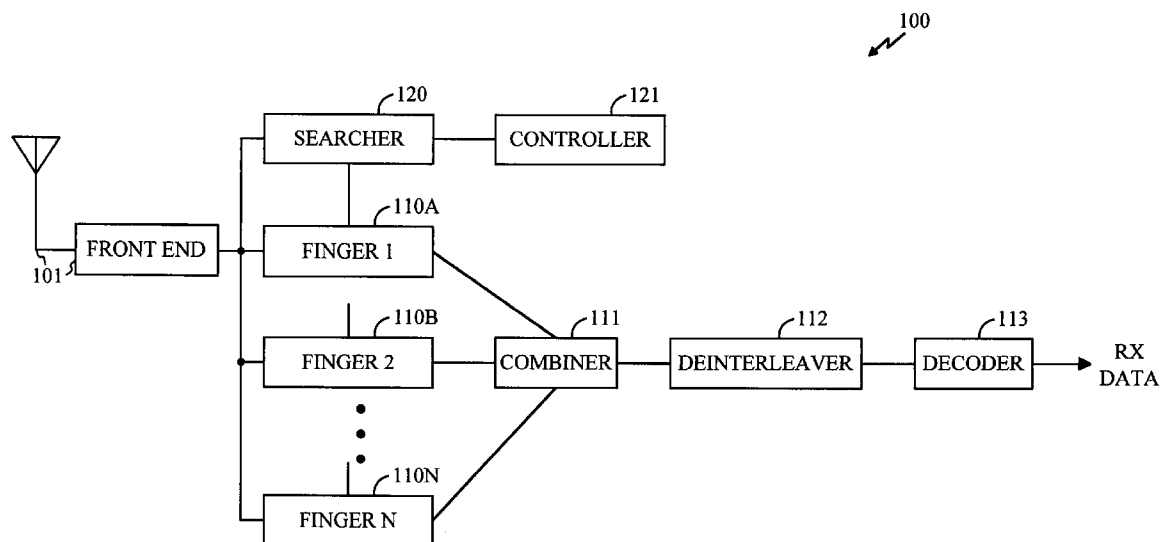 100
120
121
SEARCHER
CONTROLLER
110A
FRONT END
FINGER 1
101
110B
111
112
113
FINGER 2
COMBINER
DEINTERLEAVER
DECODER
RX
DATA
110N
FINGER N